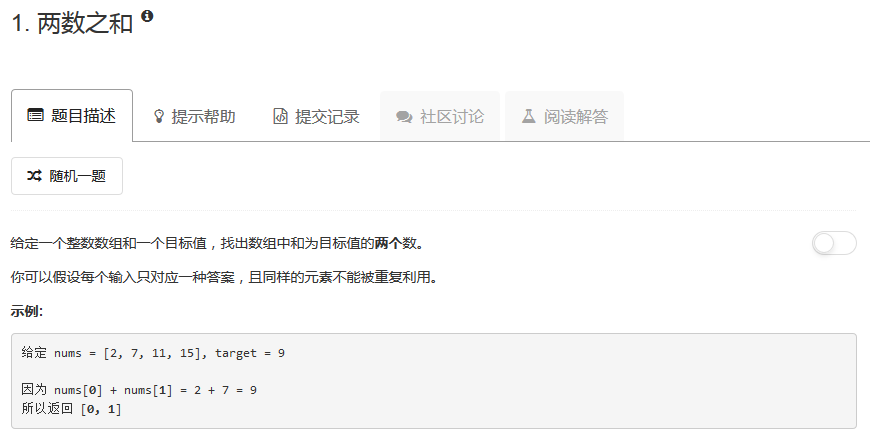 1. 两数之和
题目描述
提示帮助
提交记录
社区讨论
阅读解答
随机一题
给定一个整数数组和一个目标值，找出数组中和为目标值的两个数。
你可以假设每个输入只对应一种答案，且同样的元素不能被重复利用。
示例:
给定 nums = [2, 7, 11, 15], target = 9
因为 nums[0] + nums[1] = 2 + 7 = 9
所以返回 [0, 1]